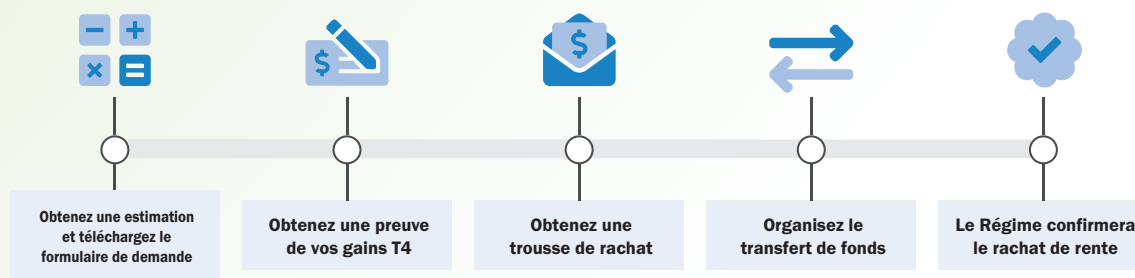 Obtenez une estimation
et téléchargez le
formulaire de demande
Obtenez une preuve
de vos gains T4
Obtenez une
trousse de rachat
Organisez le
transfert de fonds
Le Régime confirmera
le rachat de rente